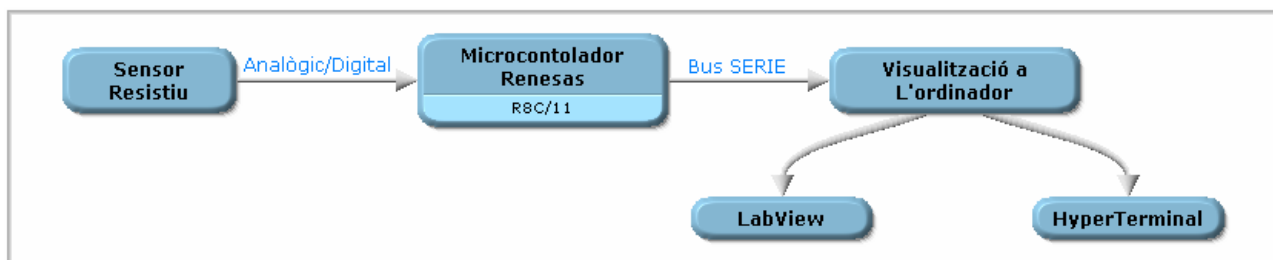 Sensor
Resistiu
Analògic/Digital
Microcontolador
Renesas
R8C/11
Bus SERIE
Visualització a
L'ordinador
LabView
HyperTerminal